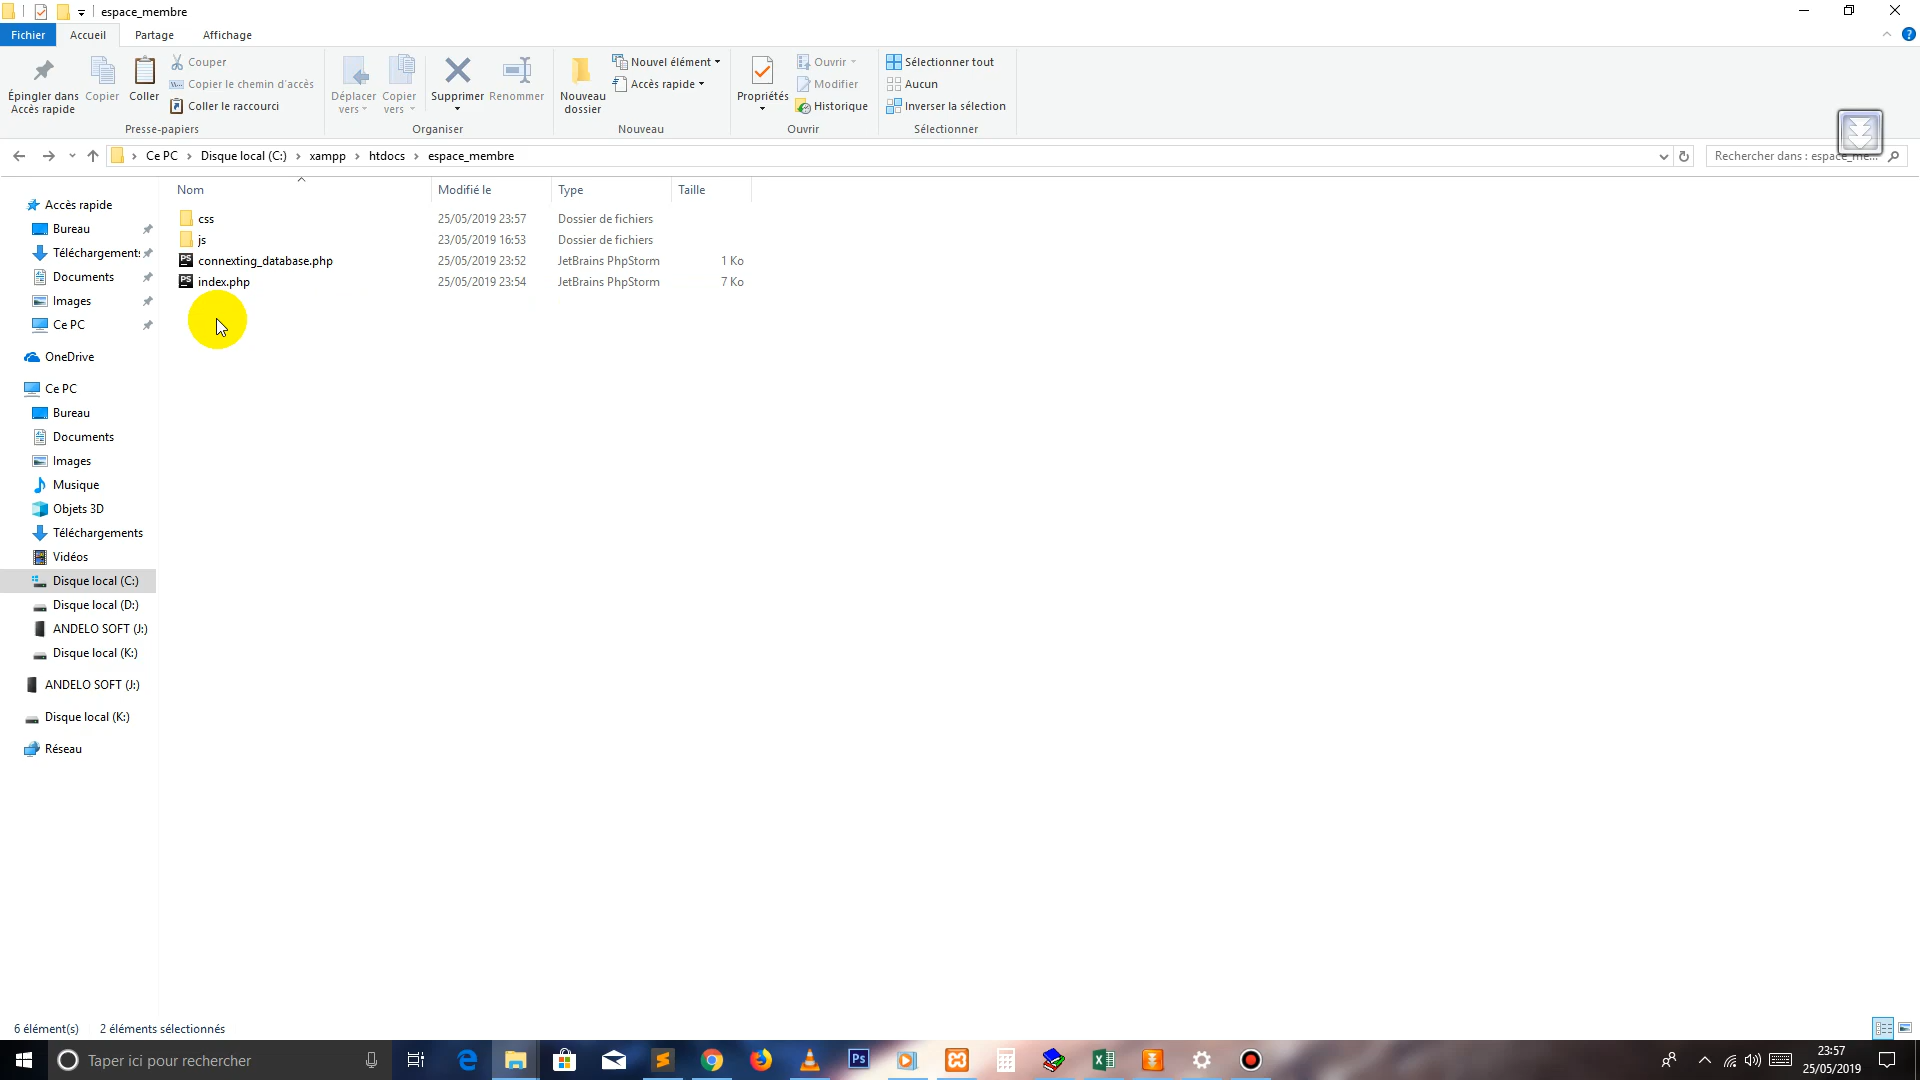 espace_membre
Fichier
Accueil
Partage
Affichage
Épingler dans
Accès rapide
Copier
Coller
Couper
Copier le chemin d'accès
Coller le raccourci
Presse-papiers
Déplacer
vers
Copier
vers
Supprimer
Renommer
Organiser
Nouveau
dossier
Nouvel élément
Accès rapide
Nouveau
Propriétés
Ouvrir
Modifier
Historique
Ouvrir
Sélectionner tout
Aucun
Inverser la sélection
Sélectionner
Ce PC > Disque local (C:) > xampp > htdocs > espace_membre
Rechercher dans : espace_me...
Nom
Modifié le
Type
Taille
css 25/05/2019 23:57 Dossier de fichiers
js 23/05/2019 16:53 Dossier de fichiers
connexting_database.php 25/05/2019 23:52 JetBrains PhpStorm 1 Ko
index.php 25/05/2019 23:54 JetBrains PhpStorm 7 Ko
Accès rapide
Bureau
Téléchargements
Documents
Images
Ce PC
OneDrive
Ce PC
Bureau
Documents
Images
Musique
Objets 3D
Téléchargements
Vidéos
Disque local (C:)
Disque local (D:)
ANDELO SOFT (J:)
Disque local (K:)
ANDELO SOFT (J:)
Disque local (K:)
Réseau
6 élément(s)
2 éléments sélectionnés
Taper ici pour rechercher
Ps
23:57
25/05/2019